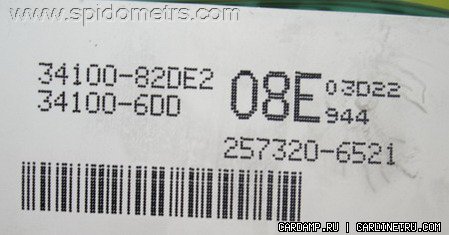 www.spidometrs.com
34100-82DE2
34100-6DD
08E
03D22
944
257320-6521
CARDAMP.RU | CARDINETRU.COM